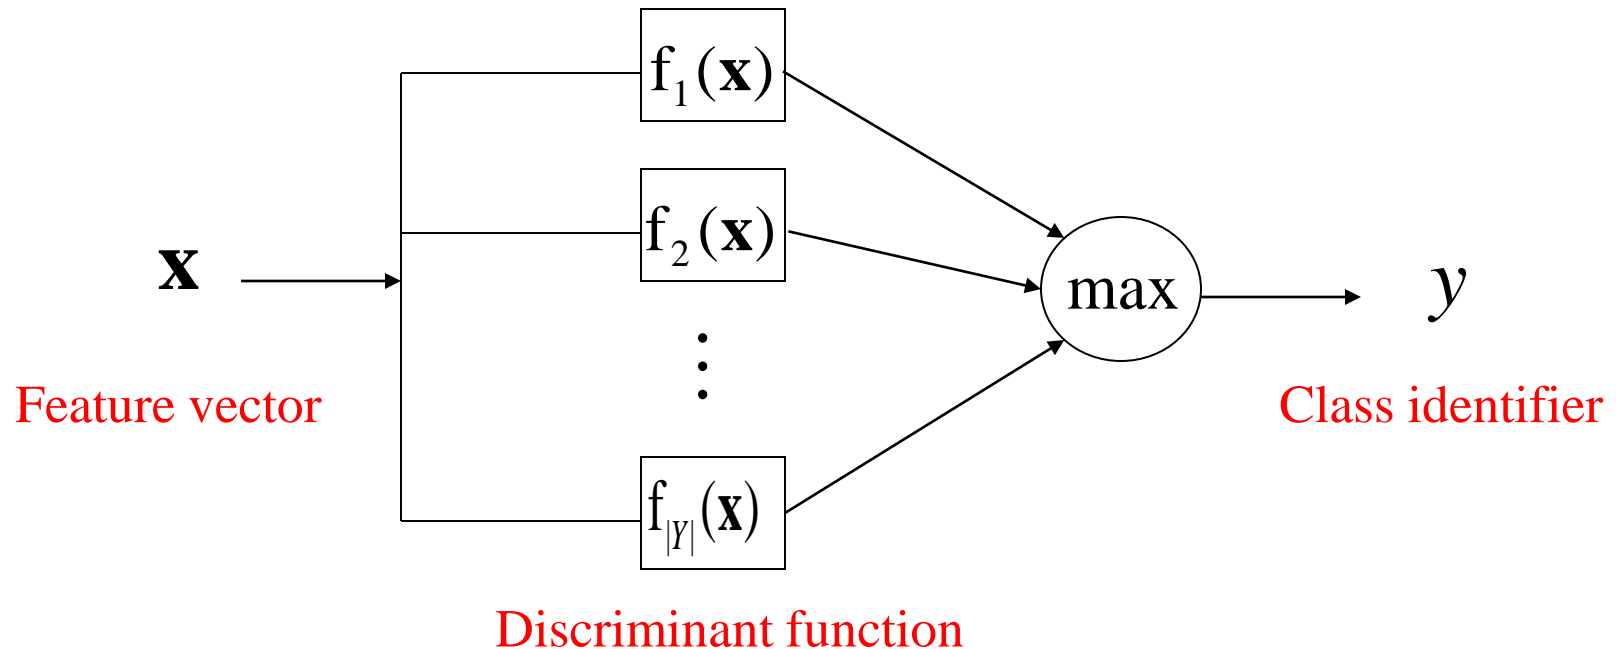 f₁(x)
f₂(x)
x
max
y
⋮
Feature vector
Class identifier
f|Y|(x)
Discriminant function